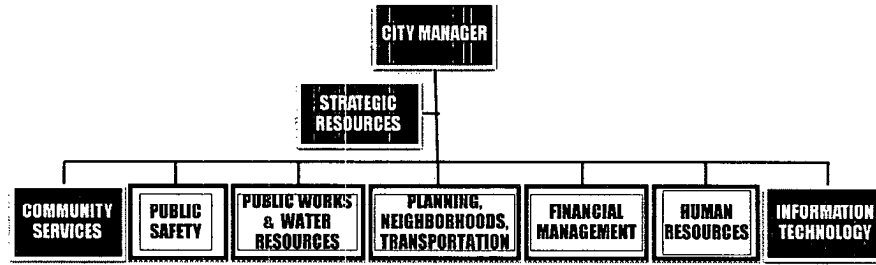 CITY MANAGER
STRATEGIC
RESOURCES
COMMUNITY
SERVICES
PUBLIC
SAFETY
PUBLIC WORKS
& WATER
RESOURCES
PLANNING,
NEIGHBORHOODS,
TRANSPORTATION
FINANCIAL
MANAGEMENT
HUMAN
RESOURCES
INFORMATION
TECHNOLOGY